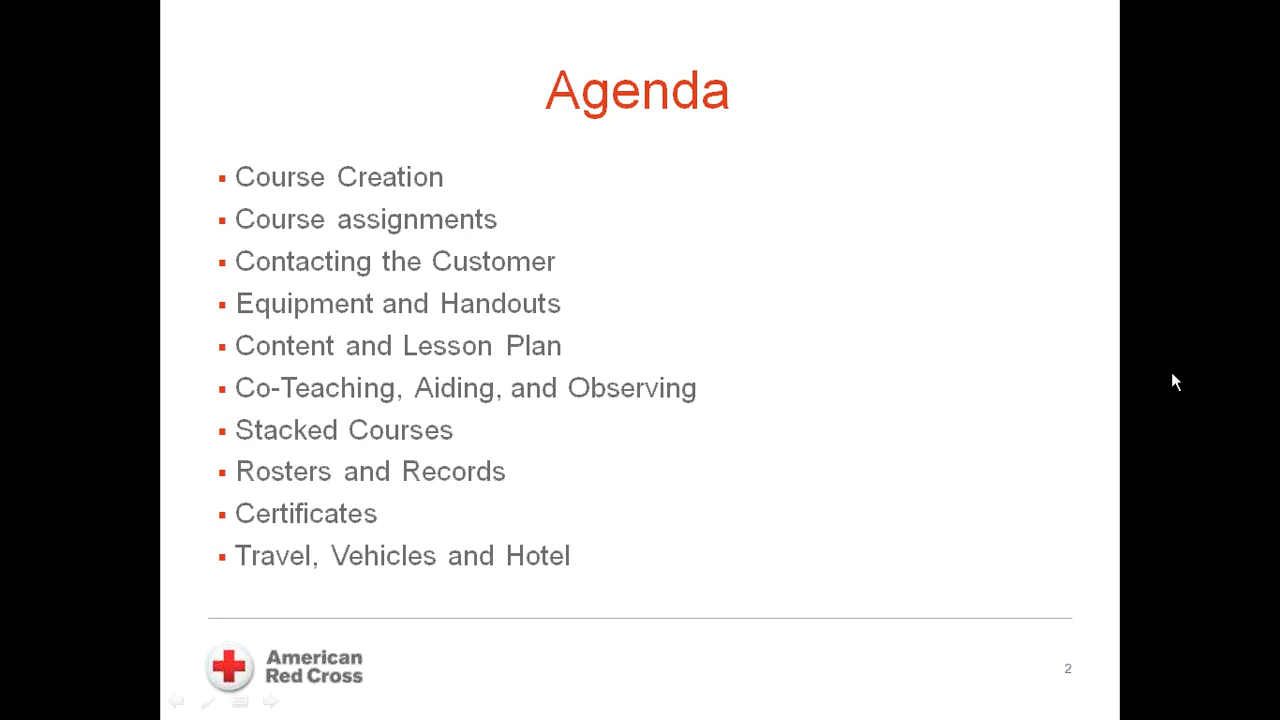 Agenda
Course Creation
Course assignments
Contacting the Customer
Equipment and Handouts
Content and Lesson Plan
Co-Teaching, Aiding, and Observing
Stacked Courses
Rosters and Records
Certificates
Travel, Vehicles and Hotel
American
Red Cross
2